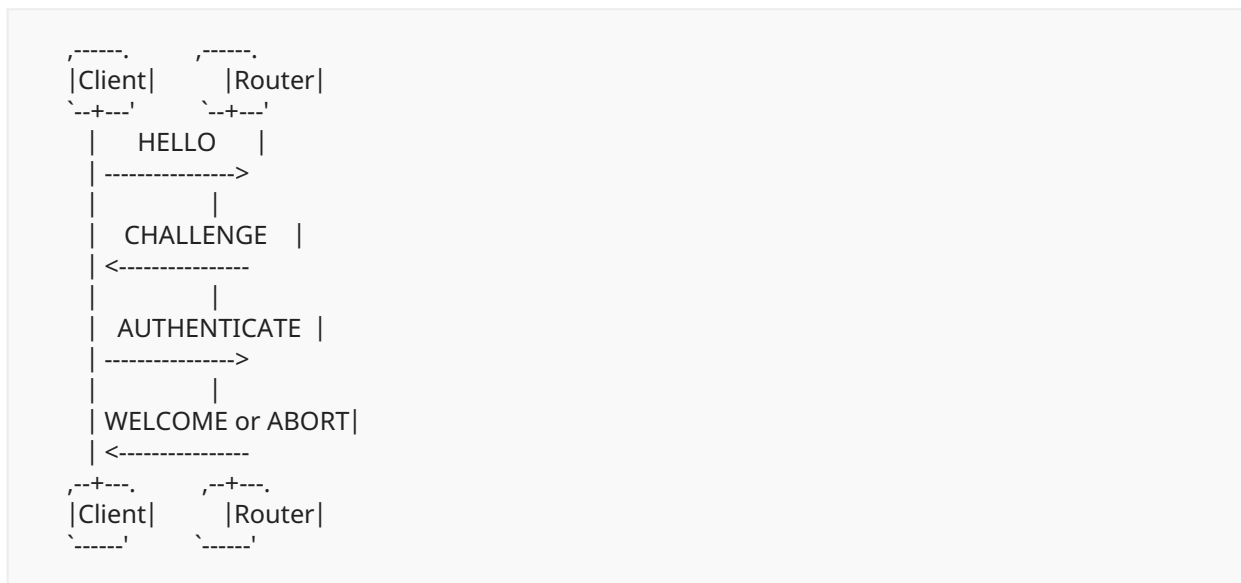 ,------.          ,------.
|Client|          |Router|
`--+---'          `--+---'
   |      HELLO      |
   | ---------------->
   |                 |
   |    CHALLENGE    |
   | <----------------
   |                 |
   |   AUTHENTICATE  |
   | ---------------->
   |                 |
   | WELCOME or ABORT|
   | <----------------
,--+---.          ,--+---.
|Client|          |Router|
`------'          `------'